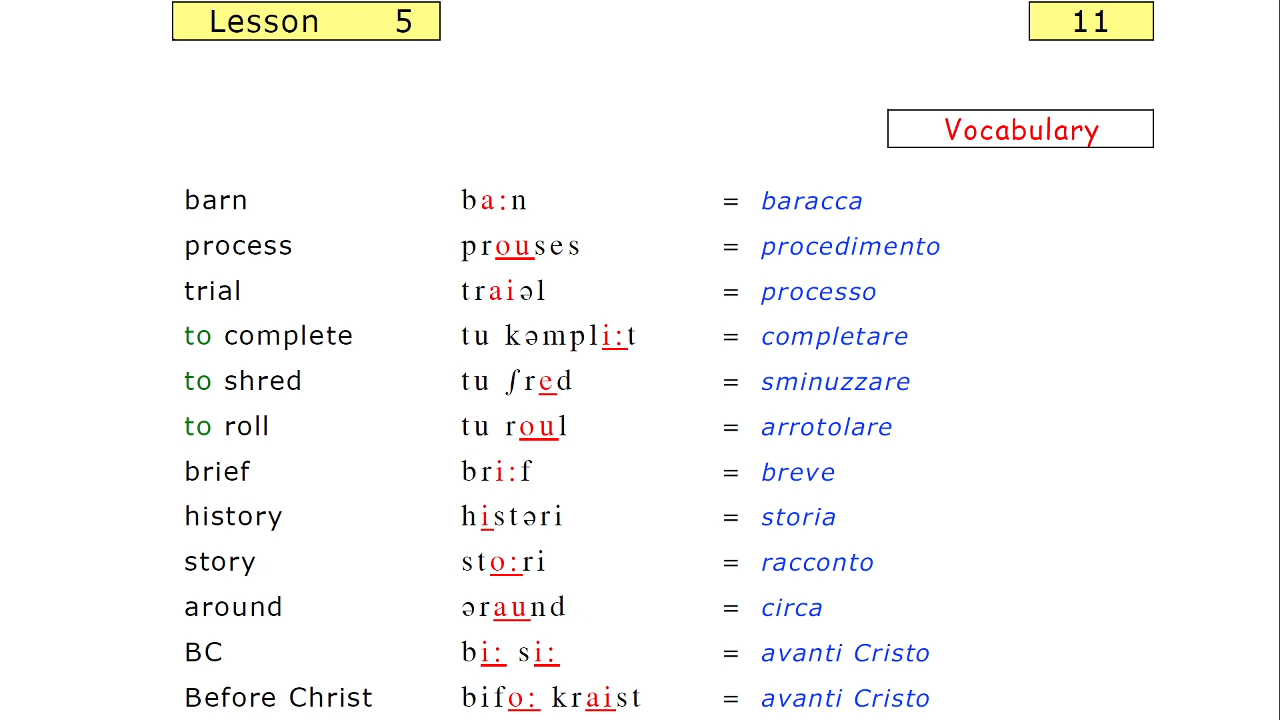 Lesson 5 11
Vocabulary
barn ba:n = baracca
process prouses = procedimento
trial traiəl = processo
to complete tu kəmpli:t = completare
to shred tu ʃred = sminuzzare
to roll tu roul = arrotolare
brief bri:f = breve
history histəri = storia
story sto:ri = racconto
around əraund = circa
BC bi: si: = avanti Cristo
Before Christ bifo: kraist = avanti Cristo